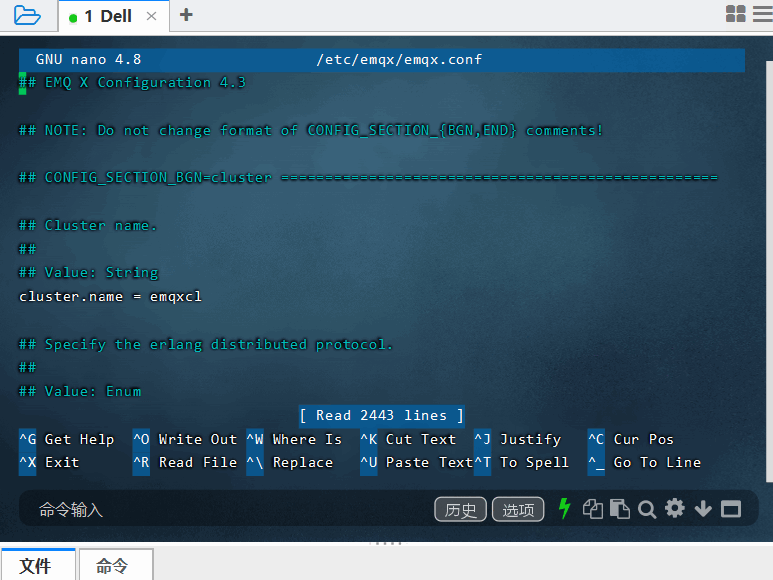 1 Dell
GNU nano 4.8 /etc/emqx/emqx.conf
## EMQ X Configuration 4.3
## NOTE: Do not change format of CONFIG_SECTION_{BGN,END} comments!
## CONFIG_SECTION_BGN=cluster ==================================================
## Cluster name.
##
## Value: String
cluster.name = emqxcl
## Specify the erlang distributed protocol.
##
## Value: Enum
[ Read 2443 lines ]
^G Get Help ^O Write Out ^W Where Is ^K Cut Text ^J Justify ^C Cur Pos
^X Exit ^R Read File ^\ Replace ^U Paste Text ^T To Spell ^_ Go To Line
命令输入 历史 选项
文件 命令